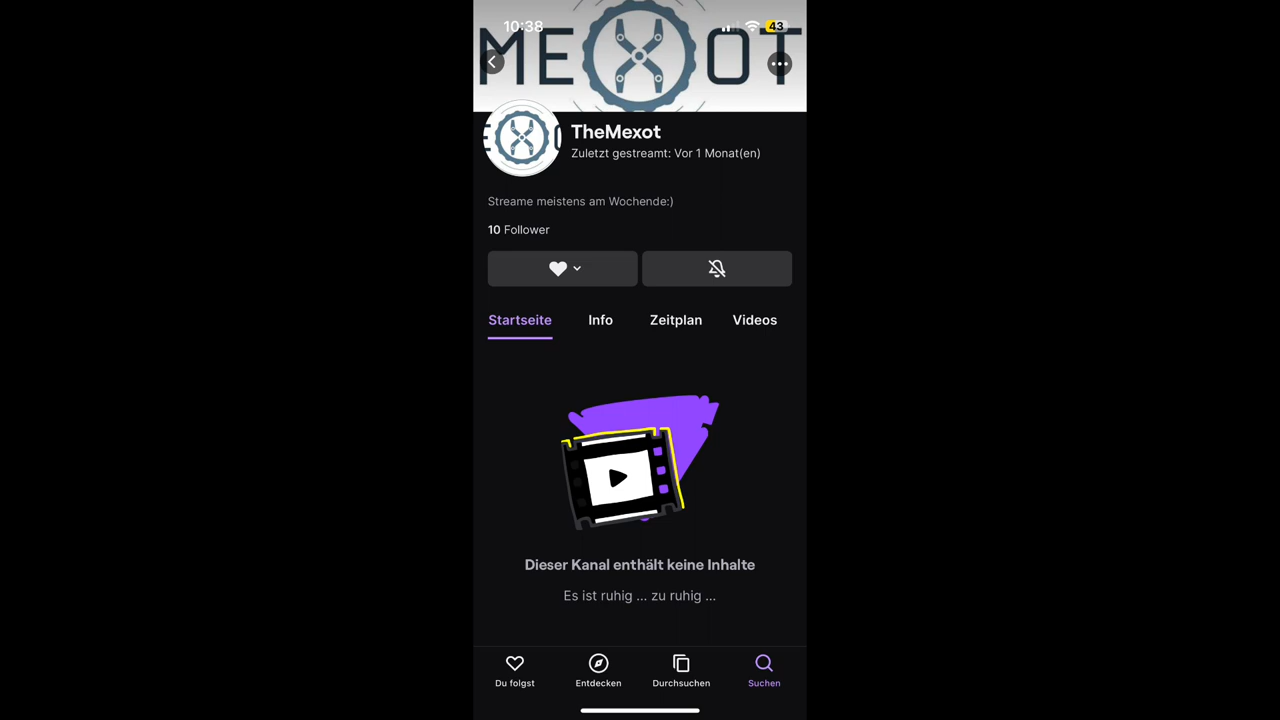 10:38
43
MEXOT
TheMexot
Zuletzt gestreamt: Vor 1 Monat(en)
Streame meistens am Wochende:)
10 Follower
Startseite Info Zeitplan Videos
Dieser Kanal enthält keine Inhalte
Es ist ruhig ... zu ruhig ...
Du folgst Entdecken Durchsuchen Suchen